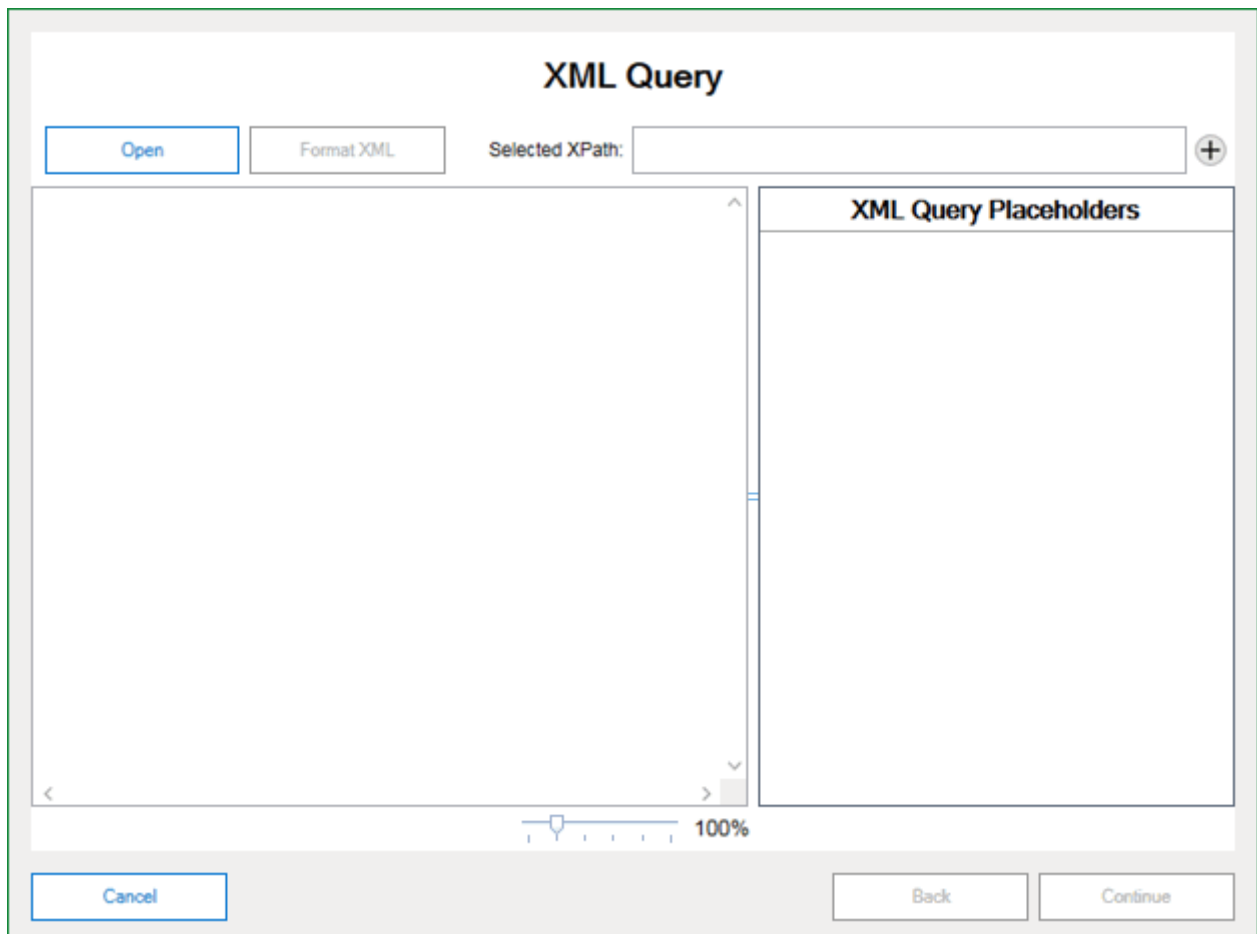 XML Query
Open Format XML Selected XPath:
XML Query Placeholders
100%
Cancel Back Continue